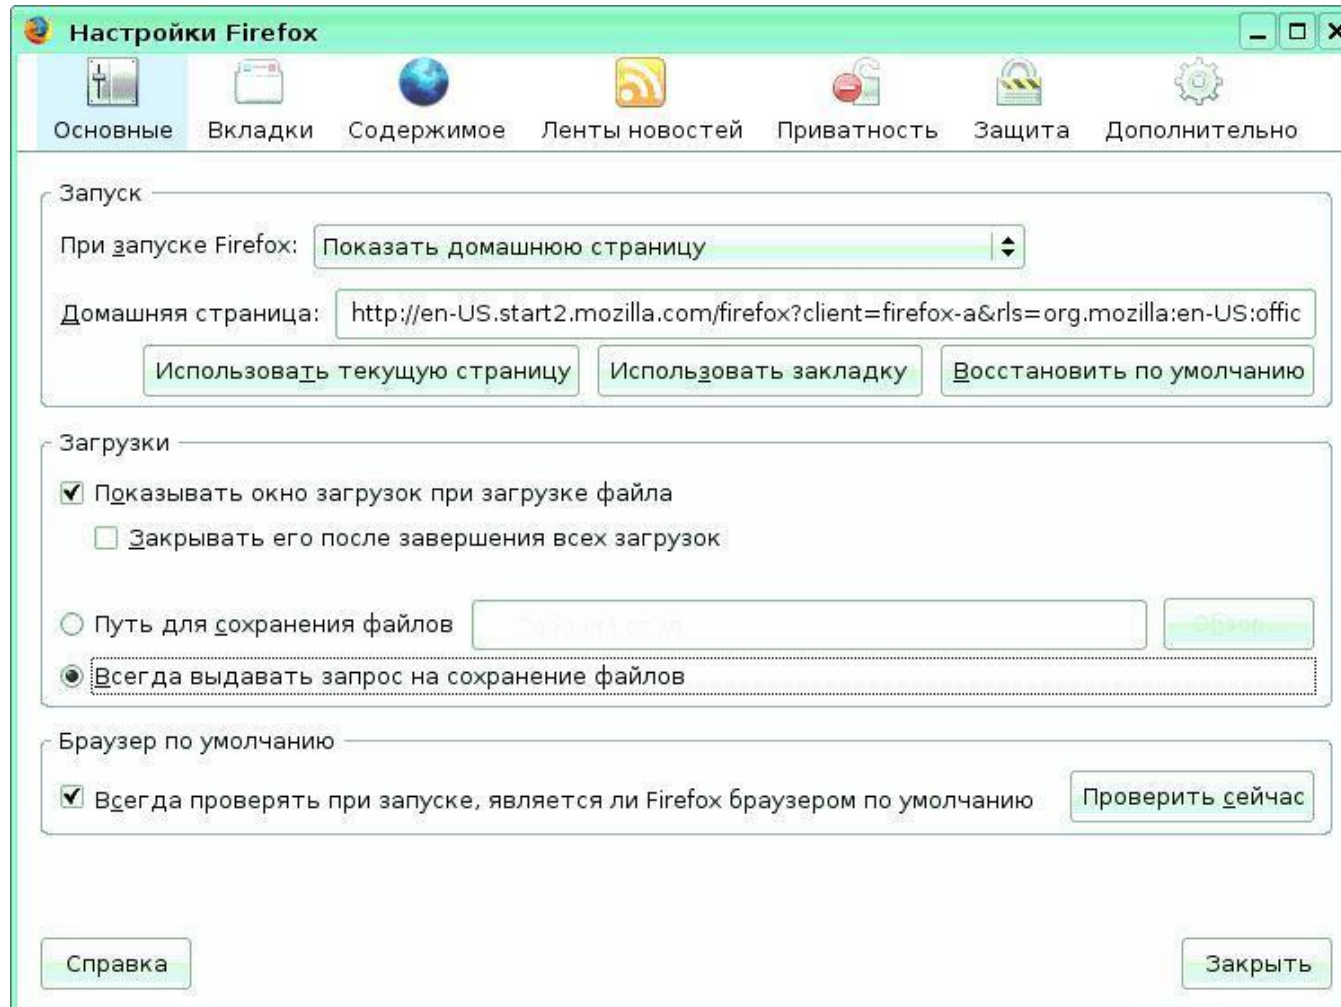 Настройки Firefox
Основные Вкладки Содержимое Ленты новостей Приватность Защита Дополнительно
Запуск
При запуске Firefox: Показать домашнюю страницу
Домашняя страница: http://en-US.start2.mozilla.com/firefox?client=firefox-a&rls=org.mozilla:en-US:offic
Использовать текущую страницу Использовать закладку Восстановить по умолчанию
Загрузки
Показывать окно загрузок при загрузке файла
Закрывать его после завершения всех загрузок
Путь для сохранения файлов
Всегда выдавать запрос на сохранение файлов
Браузер по умолчанию
Всегда проверять при запуске, является ли Firefox браузером по умолчанию Проверить сейчас
Справка Закрыть